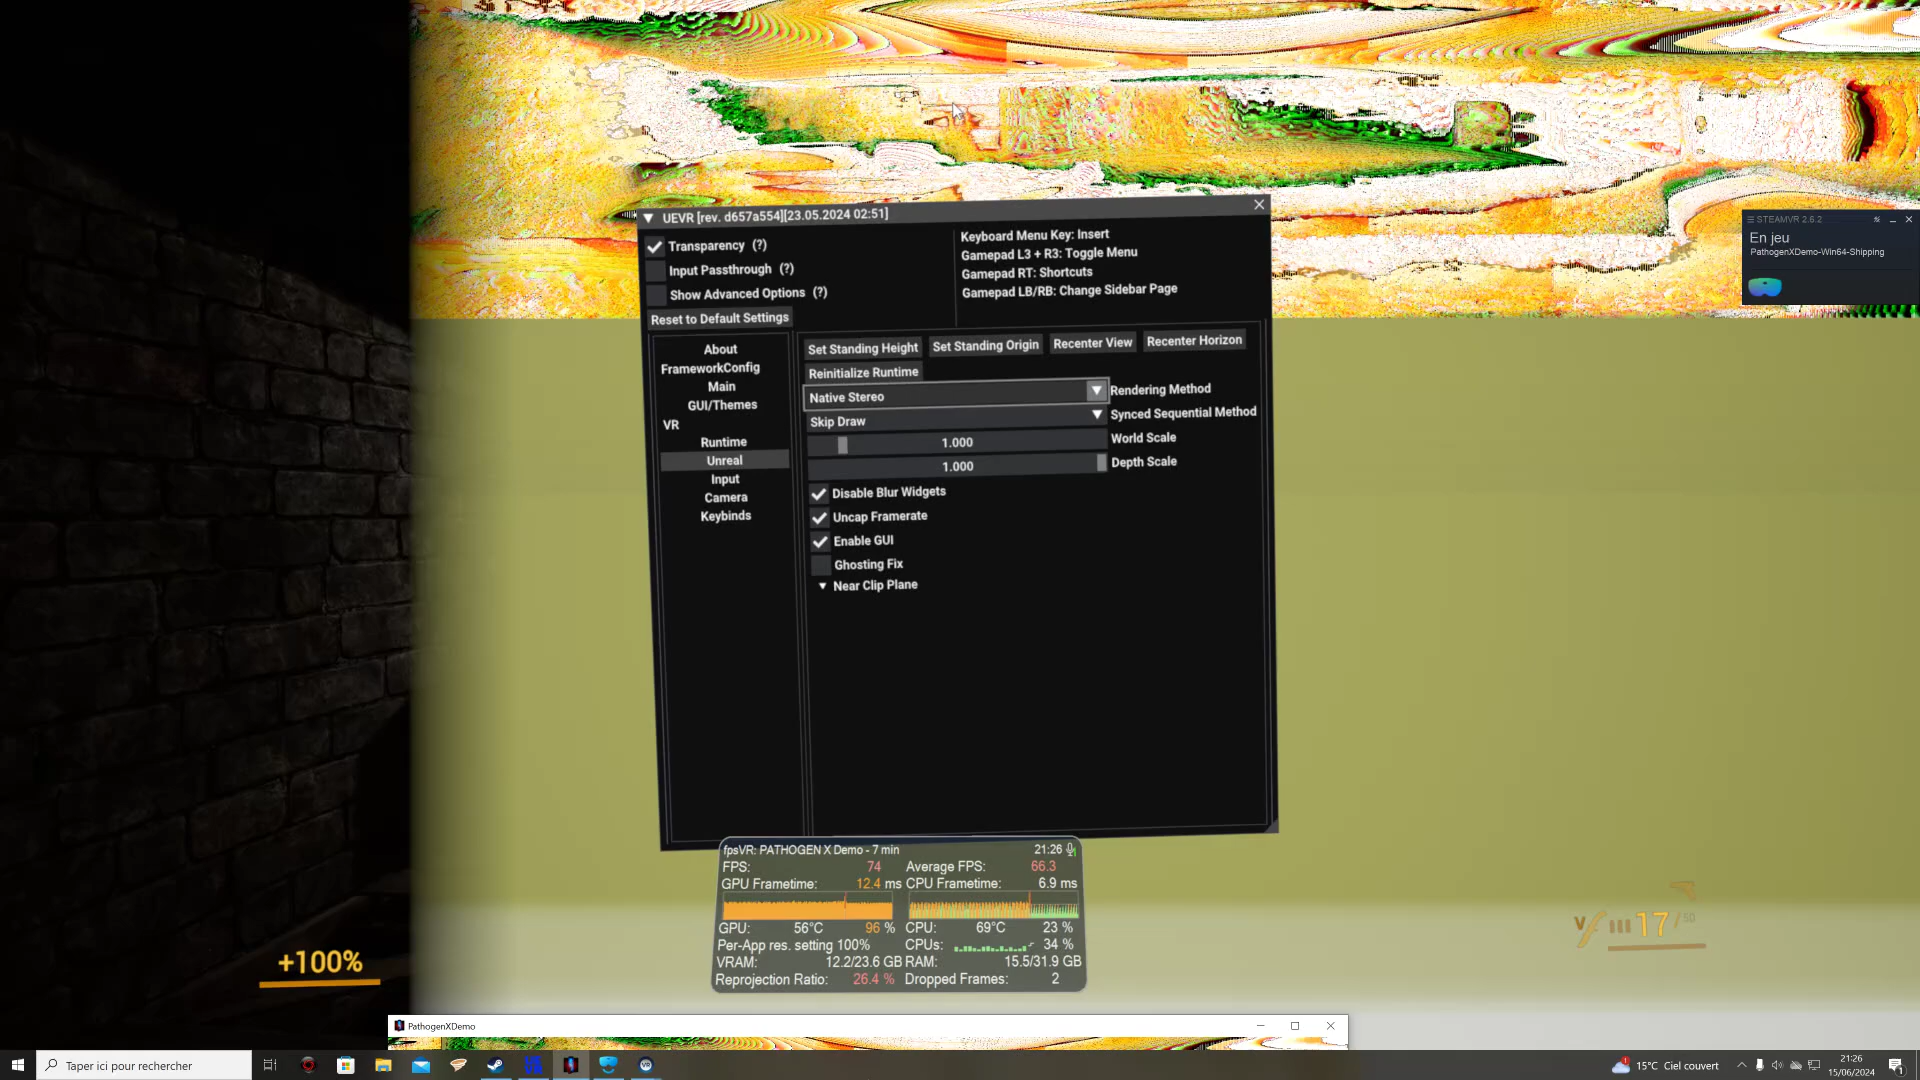 UEVR [rev. d657a554][23.05.2024 02:51]
Transparency (?)
Input Passthrough (?)
Show Advanced Options (?)
Reset to Default Settings
Keyboard Menu Key: Insert
Gamepad L3 + R3: Toggle Menu
Gamepad RT: Shortcuts
Gamepad LB/RB: Change Sidebar Page
About
FrameworkConfig
Main
GUI/Themes
VR
Runtime
Unreal
Input
Camera
Keybinds
Set Standing Height Set Standing Origin Recenter View Recenter Horizon
Reinitialize Runtime
Native Stereo Rendering Method
Skip Draw Synced Sequential Method
1.000 World Scale
1.000 Depth Scale
Disable Blur Widgets
Uncap Framerate
Enable GUI
Ghosting Fix
Near Clip Plane
STEAMVR 2.6.2
En jeu
PathogenXDemo-Win64-Shipping
fpsVR: PATHOGEN X Demo - 7 min 21:26
FPS: 74 Average FPS: 66.3
GPU Frametime: 12.4 ms CPU Frametime: 6.9 ms
GPU: 56°C 96 % CPU: 69°C 23 %
Per-App res. setting 100% CPUs: 34 %
VRAM: 12.2/23.6 GB RAM: 15.5/31.9 GB
Reprojection Ratio: 26.4 % Dropped Frames: 2
+100%
17/50
PathogenXDemo
Taper ici pour rechercher
15°C Ciel couvert
21:26
15/06/2024